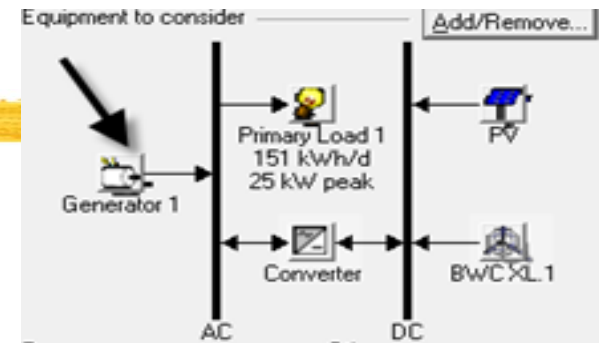 Equipment to consider
Add/Remove...
Primary Load 1
151 kWh/d
25 kW peak
PV
Generator 1
Converter
BWC XL.1
AC
DC